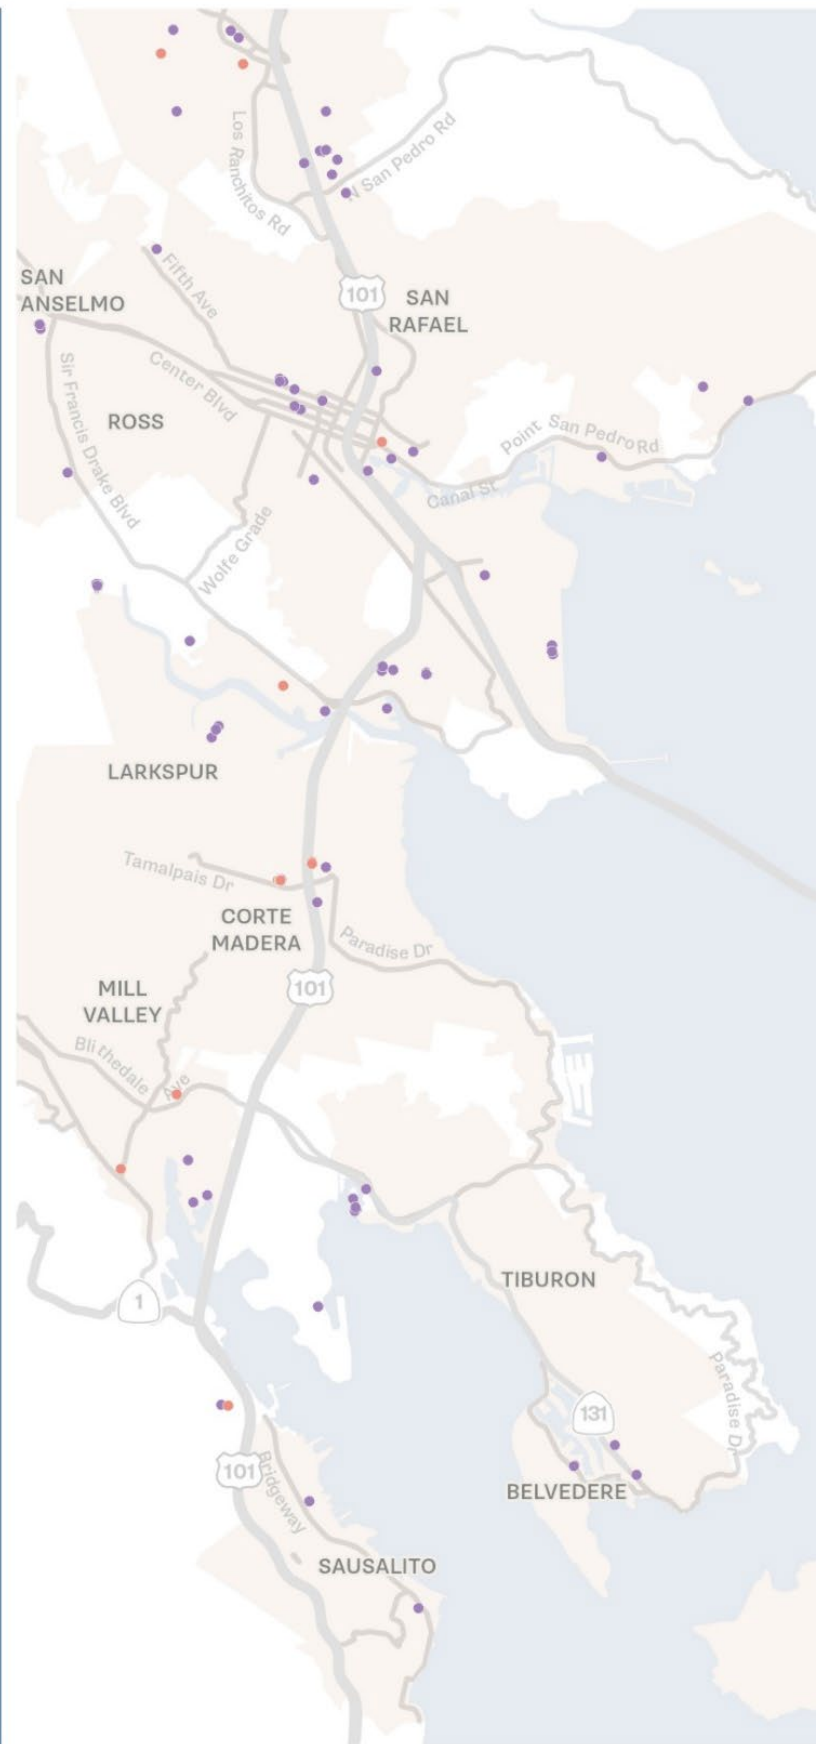 Los Ranchitos Rd
N San Pedro Rd
Fifth Ave
SAN
ANSELMO
101
SAN
RAFAEL
Center Blvd
Sir Francis Drake Blvd
ROSS
Point San Pedro Rd
Canal St
Wolfe Grade
LARKSPUR
Tamalpais Dr
CORTE
MADERA
Paradise Dr
101
MILL
VALLEY
Blithedale Ave
TIBURON
1
Paradise Dr
131
101
Bridgeway
BELVEDERE
SAUSALITO